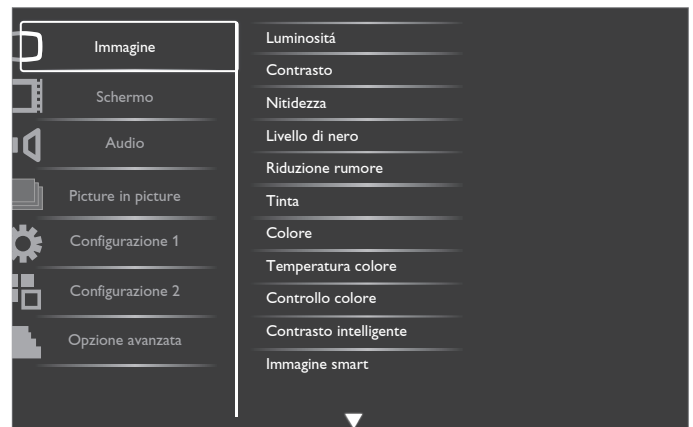 Immagine
Schermo
Audio
Picture in picture
Configurazione 1
Configurazione 2
Opzione avanzata
Luminositá
Contrasto
Nitidezza
Livello di nero
Riduzione rumore
Tinta
Colore
Temperatura colore
Controllo colore
Contrasto intelligente
Immagine smart